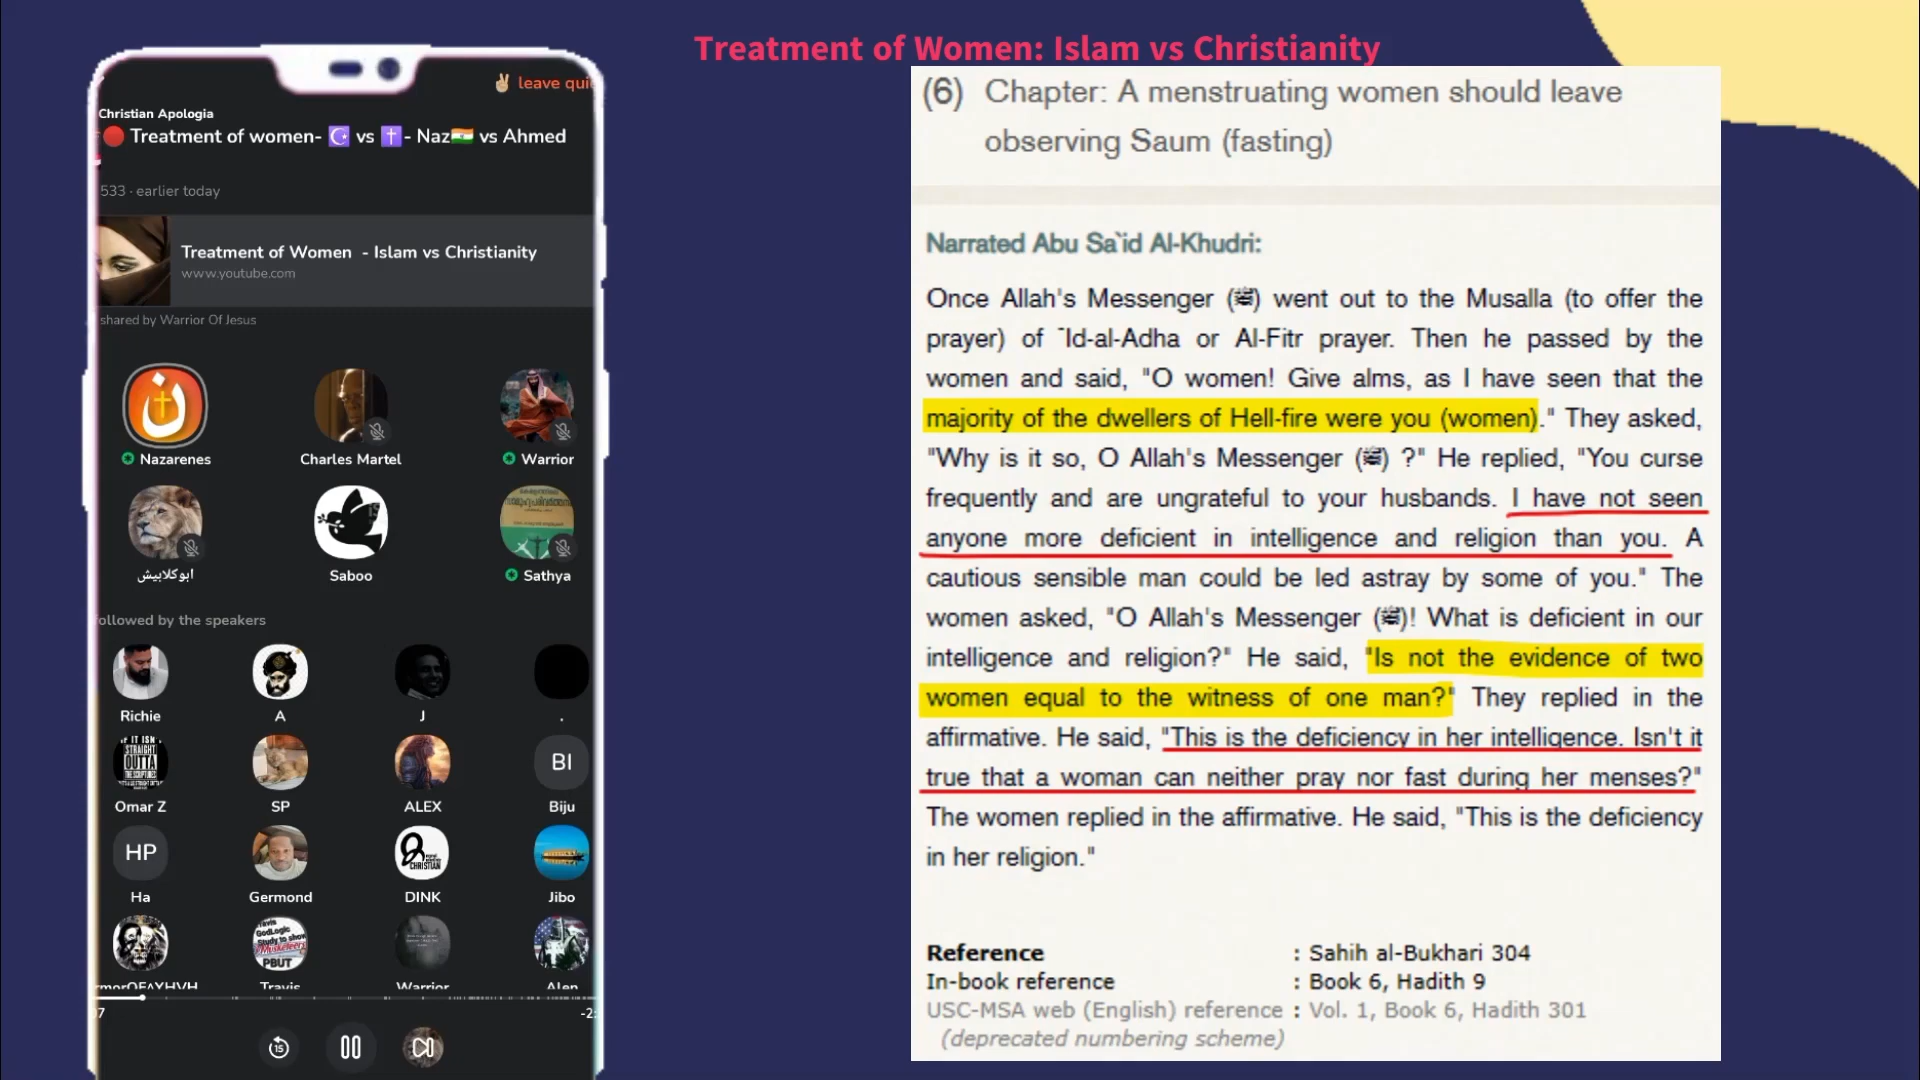 Treatment of Women: Islam vs Christianity
leave qui
Christian Apologia
Treatment of women- ☪ vs ✝- Naz vs Ahmed
533 · earlier today
Treatment of Women - Islam vs Christianity
www.youtube.com
shared by Warrior Of Jesus
Nazarenes
Charles Martel
Warrior
ابوكلابيش
Saboo
Sathya
ollowed by the speakers
Richie
A
J
.
IT ISN
STRAIGHT
OUTTA
Omar Z
SP
ALEX
BI
Biju
HP
Ha
Germond
CHRISTIAN
DINK
Jibo
GodLogic
Study to show
PBUT
rmorOFAYHVH
Travis
Warrior
Alen
-2:
15
(6) Chapter: A menstruating women should leave
observing Saum (fasting)
Narrated Abu Sa`id Al-Khudri:
Once Allah's Messenger (ﷺ) went out to the Musalla (to offer the
prayer) of `Id-al-Adha or Al-Fitr prayer. Then he passed by the
women and said, "O women! Give alms, as I have seen that the
majority of the dwellers of Hell-fire were you (women)." They asked,
"Why is it so, O Allah's Messenger (ﷺ) ?" He replied, "You curse
frequently and are ungrateful to your husbands. I have not seen
anyone more deficient in intelligence and religion than you. A
cautious sensible man could be led astray by some of you." The
women asked, "O Allah's Messenger (ﷺ)! What is deficient in our
intelligence and religion?" He said, "Is not the evidence of two
women equal to the witness of one man?" They replied in the
affirmative. He said, "This is the deficiency in her intelligence. Isn't it
true that a woman can neither pray nor fast during her menses?"
The women replied in the affirmative. He said, "This is the deficiency
in her religion."
Reference : Sahih al-Bukhari 304
In-book reference : Book 6, Hadith 9
USC-MSA web (English) reference : Vol. 1, Book 6, Hadith 301
(deprecated numbering scheme)